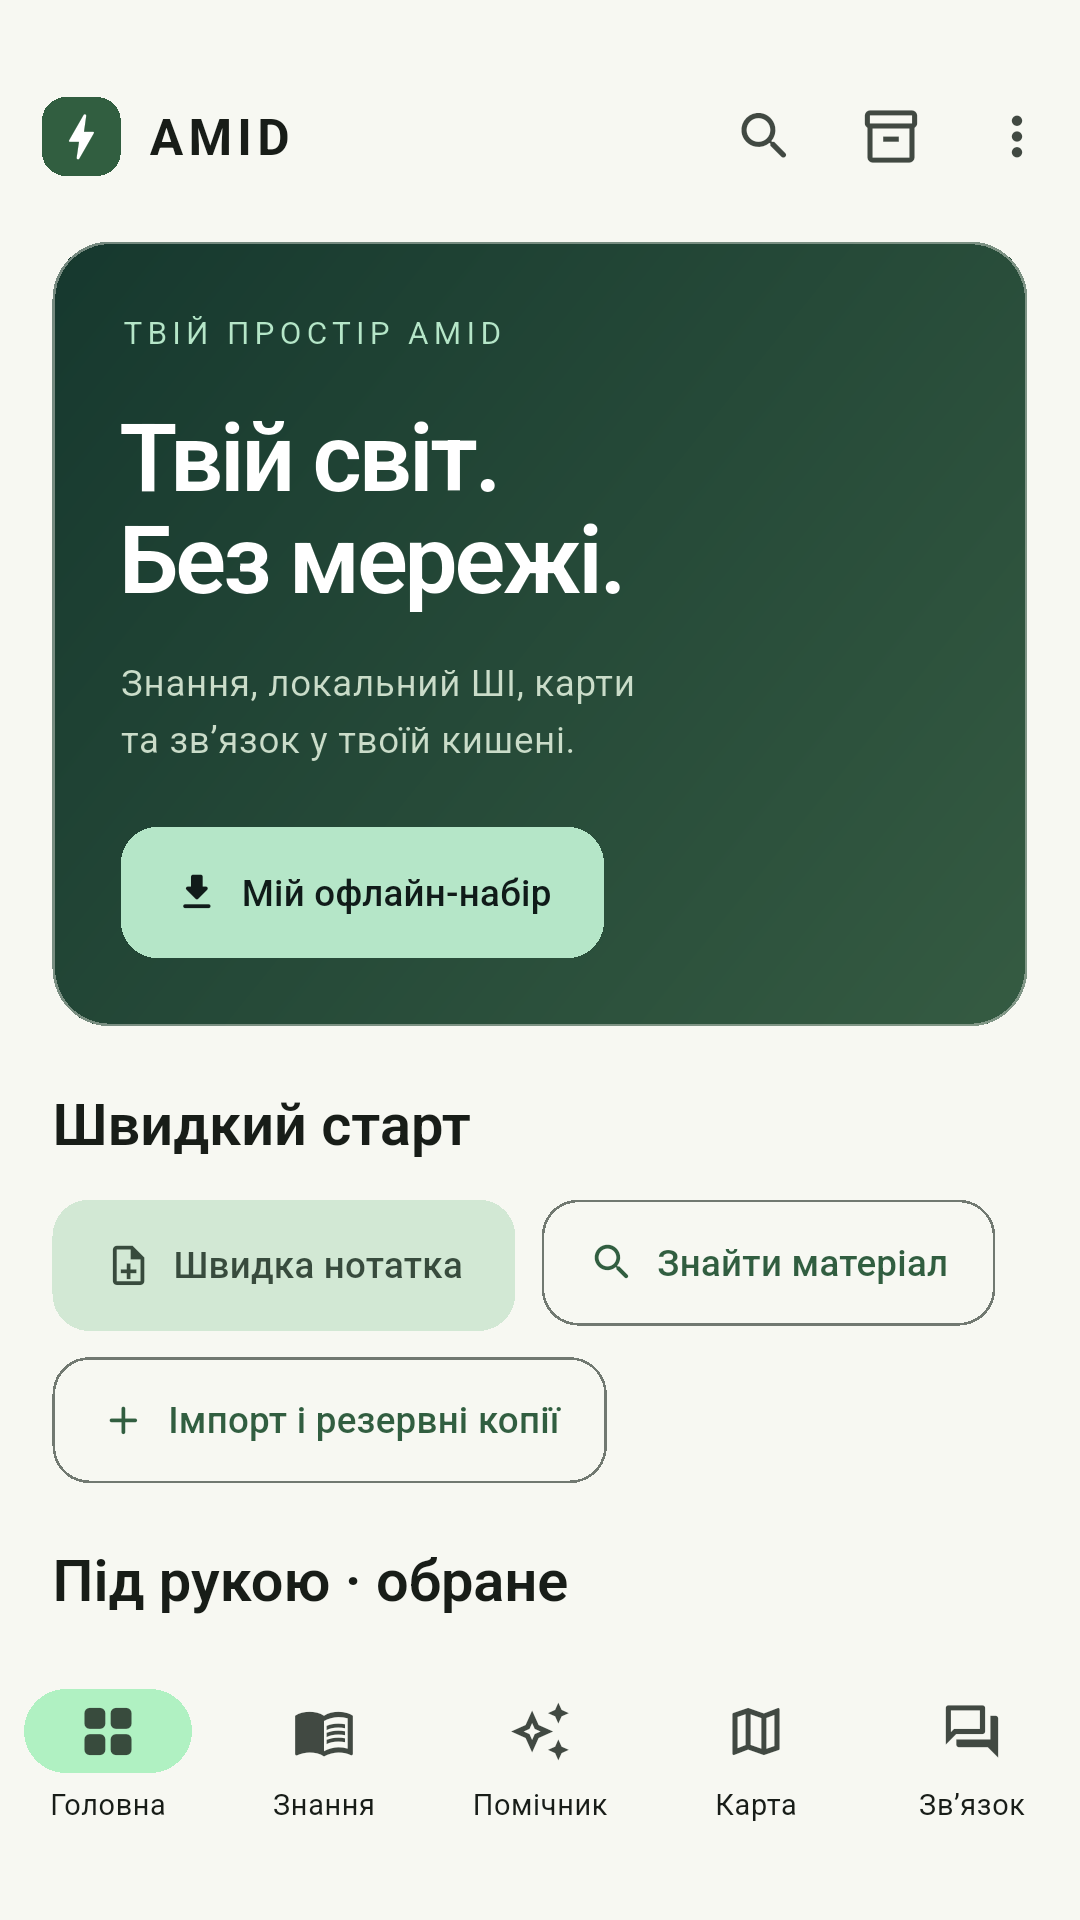 AMID
ТВІЙ ПРОСТІР AMID
Твій світ.
Без мережі.
Знання, локальний ШІ, карти
та зв’язок у твоїй кишені.
Мій офлайн-набір
Швидкий старт
Швидка нотатка
Знайти матеріал
Імпорт і резервні копії
Під рукою · обране
Головна
Знання
Помічник
Карта
Зв’язок